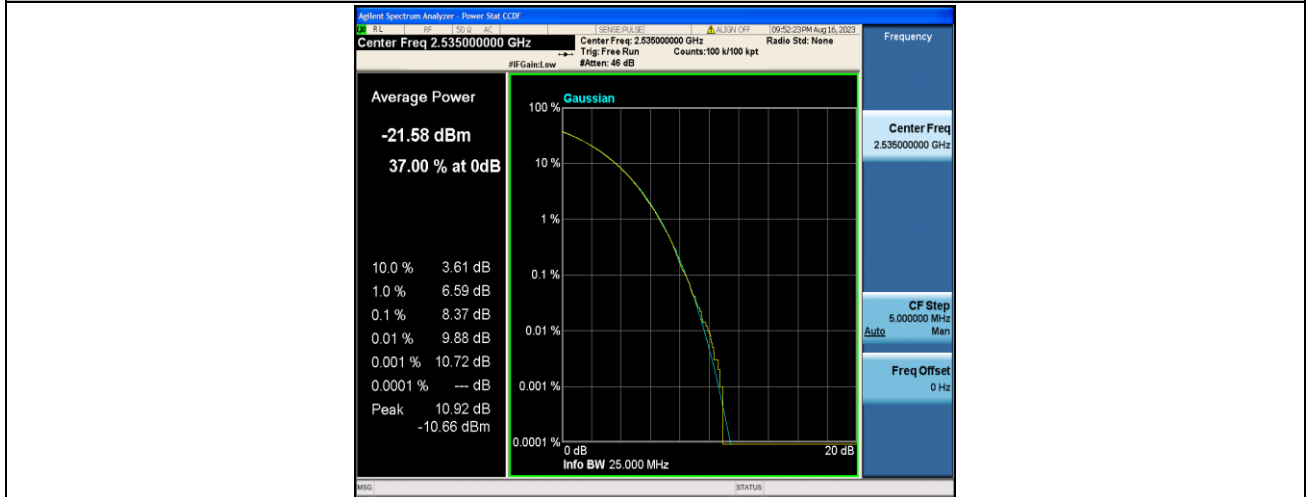 Agilent Spectrum Analyzer - Power Stat CCDF
RL RF 50 Ω AC SENSE:PULSE ALIGN OFF 09:52:23PM Aug 16, 2023
Center Freq 2.535000000 GHz
Center Freq: 2.535000000 GHz Radio Std: None
Trig: Free Run Counts:100 k/100 kpt
#IFGain:Low #Atten: 46 dB
Frequency
Average Power
-21.58 dBm
37.00 % at 0dB
10.0 % 3.61 dB
1.0 % 6.59 dB
0.1 % 8.37 dB
0.01 % 9.88 dB
0.001 % 10.72 dB
0.0001 % --- dB
Peak 10.92 dB
-10.66 dBm
Gaussian
100 %
10 %
1 %
0.1 %
0.01 %
0.001 %
0.0001 %
0 dB 20 dB
Info BW 25.000 MHz
Center Freq
2.535000000 GHz
CF Step
5.000000 MHz
Auto Man
Freq Offset
0 Hz
MSG STATUS